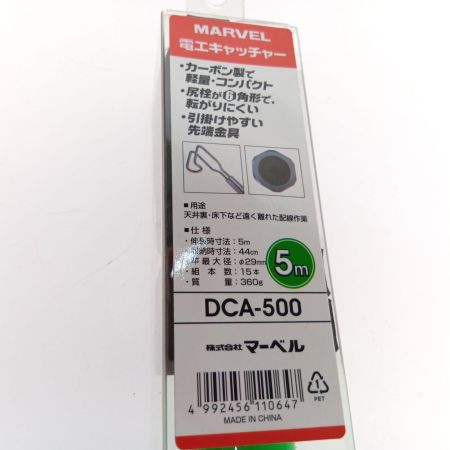 MARVEL
電工キャッチャー
・カーボン製で
軽量・コンパクト
・尻栓が6角形で、
転がりにくい
・引掛けやすい
先端金具
■用途
天井裏・床下など遠く離れた配線作業
■仕様
・伸長時寸法：5m
・収納時寸法：44cm
・竿最大径：φ29mm
・組本数：15本
・質量：360g
5m
DCA-500
株式会社 マーベル
4 992456 110647
MADE IN CHINA
1
PET